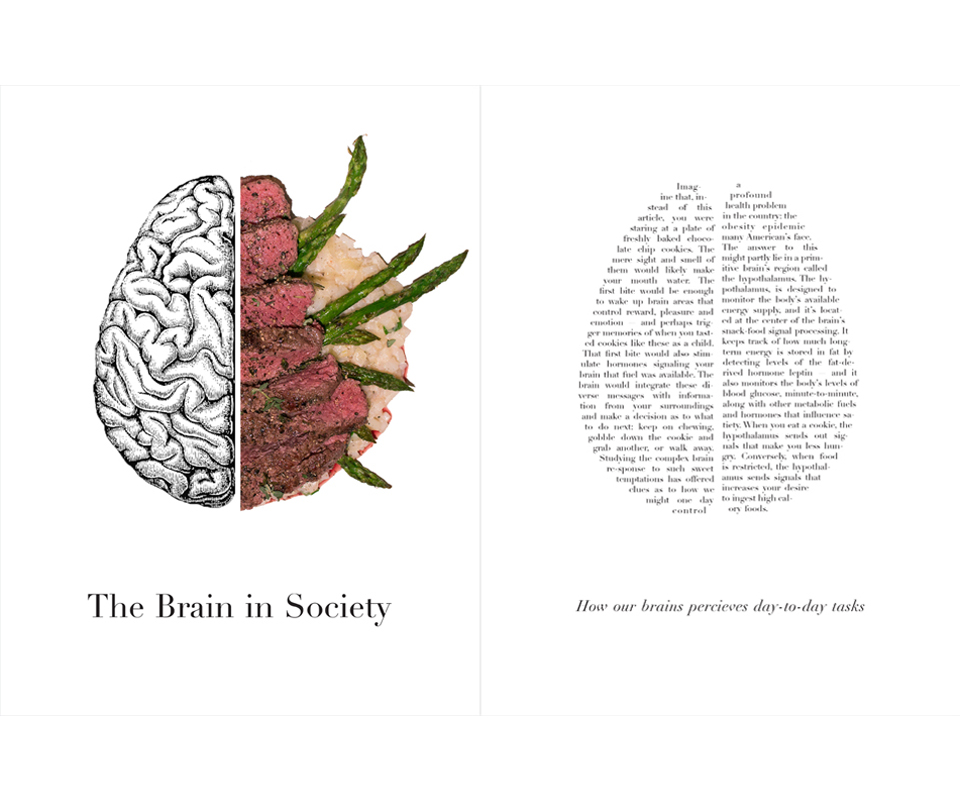 The Brain in Society
Imag-
ine that, in-
stead of this
article, you were
staring at a plate of
freshly baked choco-
late chip cookies. The
mere sight and smell of
them would likely make
your mouth water. The
first bite would be enough
to wake up brain areas that
control reward, pleasure and
emotion — and perhaps trig-
ger memories of when you tast-
ed cookies like these as a child.
That first bite would also stim-
ulate hormones signaling your
brain that fuel was available. The
brain would integrate these di-
verse messages with informa-
tion from your surroundings
and make a decision as to what
to do next: keep on chewing,
gobble down the cookie and
grab another, or walk away.
Studying the complex brain
re-sponse to such sweet
temptations has offered
clues as to how we
might one day
control
a
profound
health problem
in the country: the
obesity epidemic
many American's face.
The answer to this
might partly lie in a prim-
itive brain's region called
the hypothalamus. The hy-
pothalamus, is designed to
monitor the body's available
energy supply, and it's locat-
ed at the center of the brain's
snack-food signal processing. It
keeps track of how much long-
term energy is stored in fat by
detecting levels of the fat-de-
rived hormone leptin — and it
also monitors the body's levels of
blood glucose, minute-to-minute,
along with other metabolic fuels
and hormones that influence sa-
tiety. When you eat a cookie, the
hypothalamus sends out sig-
nals that make you less hun-
gry. Conversely, when food
is restricted, the hypothal-
amus sends signals that
increases your desire
to ingest high cal-
ory foods.
How our brains percieves day-to-day tasks